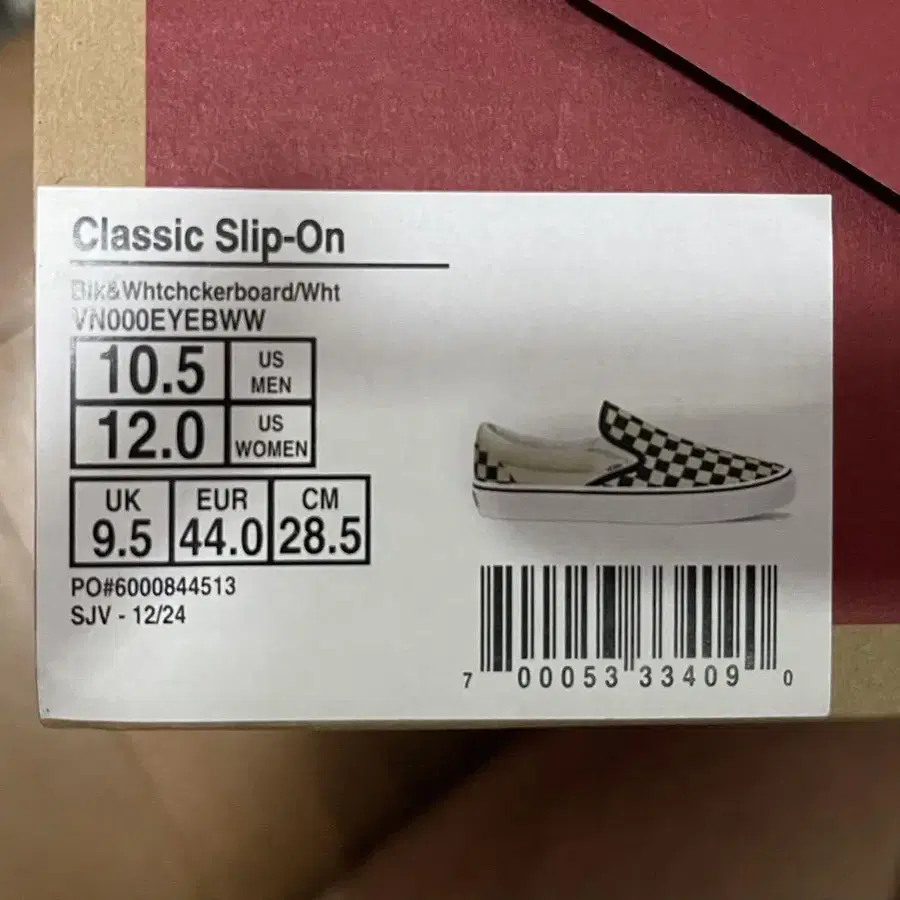 Classic Slip-On
Blk&Whtchckerboard/Wht
VN000EYEBWW
10.5 US MEN
12.0 US WOMEN
UK EUR CM
9.5 44.0 28.5
PO#6000844513
SJV - 12/24
7 00053 33409 0